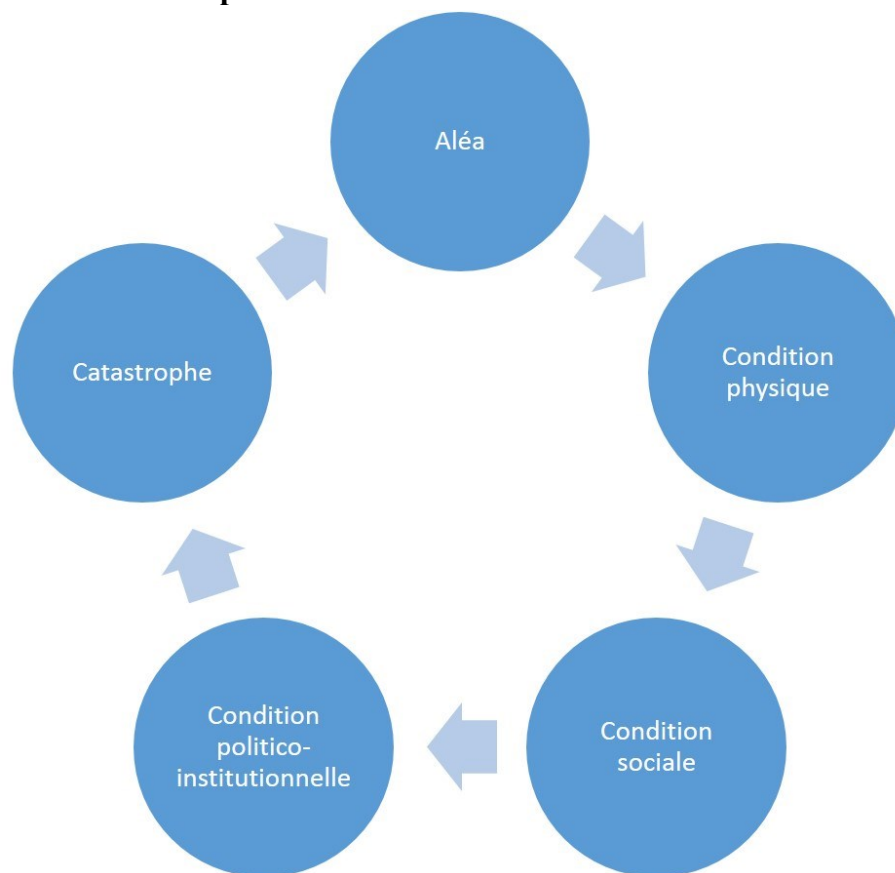 Aléa
Condition
physique
Condition
sociale
Condition
politico-
institutionnelle
Catastrophe